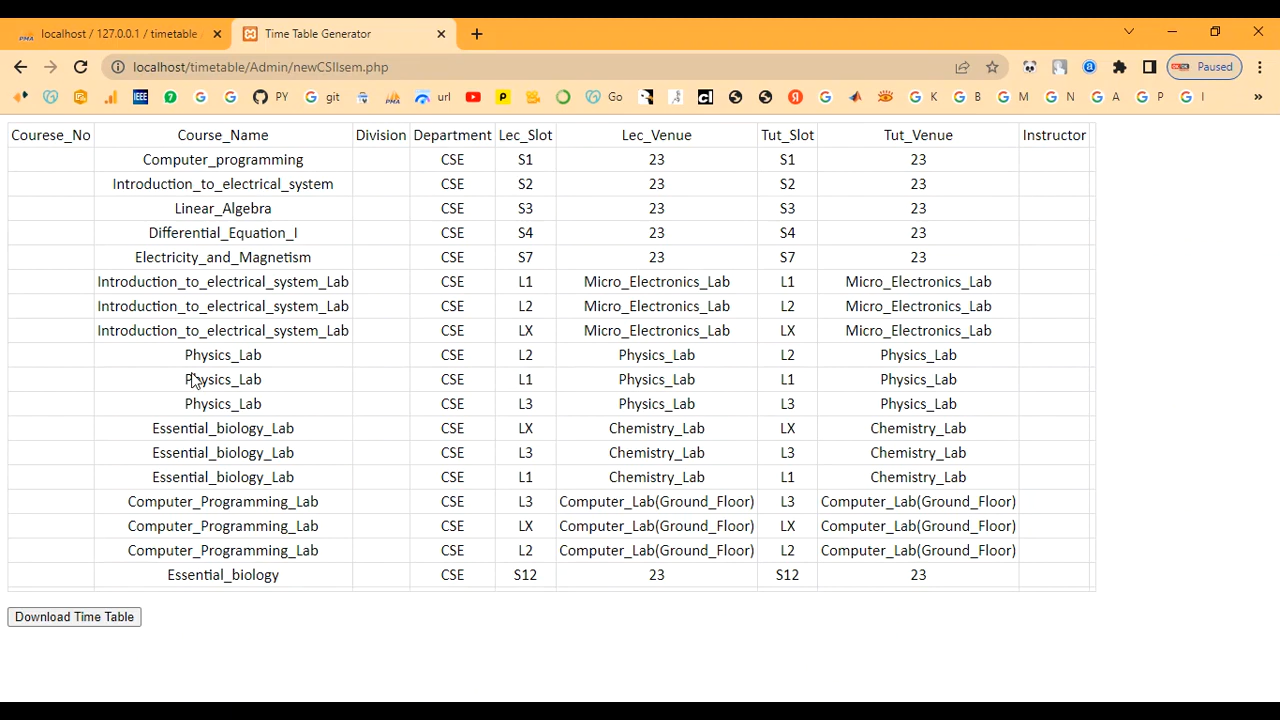 localhost / 127.0.0.1 / timetable
Time Table Generator
localhost/timetable/Admin/newCSIIsem.php
Paused
IEEE PY git PMA url Go K B M N A P I »
Courese_No Course_Name Division Department Lec_Slot Lec_Venue Tut_Slot Tut_Venue Instructor
Computer_programming CSE S1 23 S1 23
Introduction_to_electrical_system CSE S2 23 S2 23
Linear_Algebra CSE S3 23 S3 23
Differential_Equation_I CSE S4 23 S4 23
Electricity_and_Magnetism CSE S7 23 S7 23
Introduction_to_electrical_system_Lab CSE L1 Micro_Electronics_Lab L1 Micro_Electronics_Lab
Introduction_to_electrical_system_Lab CSE L2 Micro_Electronics_Lab L2 Micro_Electronics_Lab
Introduction_to_electrical_system_Lab CSE LX Micro_Electronics_Lab LX Micro_Electronics_Lab
Physics_Lab CSE L2 Physics_Lab L2 Physics_Lab
Physics_Lab CSE L1 Physics_Lab L1 Physics_Lab
Physics_Lab CSE L3 Physics_Lab L3 Physics_Lab
Essential_biology_Lab CSE LX Chemistry_Lab LX Chemistry_Lab
Essential_biology_Lab CSE L3 Chemistry_Lab L3 Chemistry_Lab
Essential_biology_Lab CSE L1 Chemistry_Lab L1 Chemistry_Lab
Computer_Programming_Lab CSE L3 Computer_Lab(Ground_Floor) L3 Computer_Lab(Ground_Floor)
Computer_Programming_Lab CSE LX Computer_Lab(Ground_Floor) LX Computer_Lab(Ground_Floor)
Computer_Programming_Lab CSE L2 Computer_Lab(Ground_Floor) L2 Computer_Lab(Ground_Floor)
Essential_biology CSE S12 23 S12 23
Download Time Table